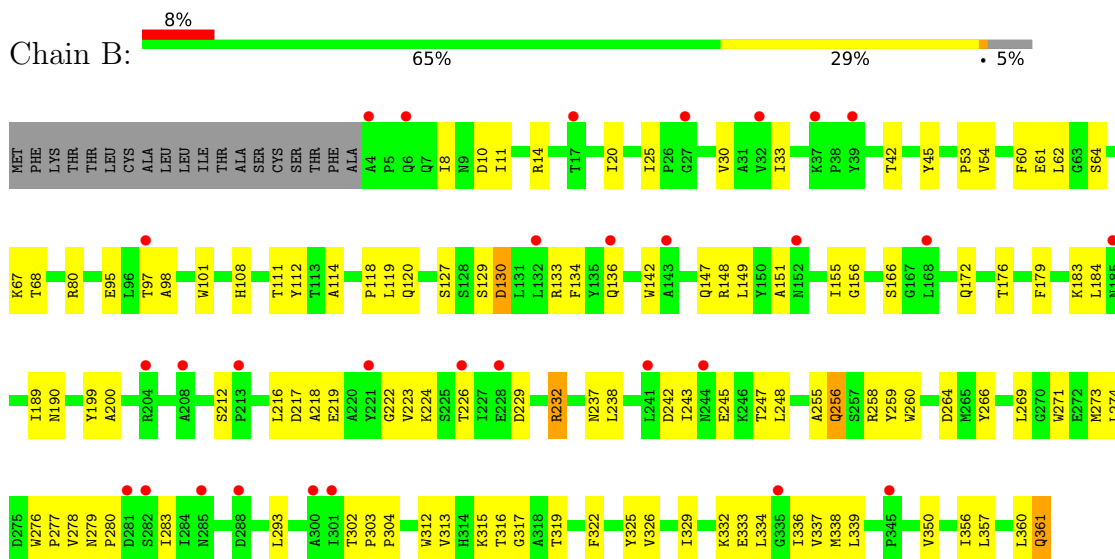 8%
Chain B:
65% 29% • 5%
MET PHE LYS THR THR LEU CYS ALA LEU LEU ILE THR ALA SER CYS SER THR PHE ALA A4 P5 Q6 Q7 I8 N9 D10 I11 R14 T17 I20 I25 P26 G27 V30 A31 V32 I33 K37 P38 Y39 T42 Y45 P53 V54 F60 E61 L62 G63 S64
K67 T68 R80 E95 L96 T97 A98 W101 H108 T111 Y112 T113 A114 P118 L119 Q120 S127 S128 S129 D130 L131 L132 R133 F134 Y135 Q136 W142 A143 Q147 R148 L149 Y150 A151 N152 I155 G156 S166 G167 L168 Q172 T176 F179 K183 L184 N185
I189 N190 Y199 A200 R204 A208 S212 P213 L216 D217 A218 E219 A220 Y221 G222 V223 K224 S225 T226 I227 E228 D229 R232 N237 L238 L241 D242 I243 N244 E245 K246 T247 L248 A255 Q256 S257 R258 Y259 W260 D264 M265 Y266 L269 G270 W271 E272 M273 L274
D275 W276 P277 V278 N279 P280 D281 S282 I283 I284 N285 D288 L293 A300 I301 T302 P303 P304 W312 V313 H314 K315 T316 G317 A318 T319 F322 Y325 V326 I329 K332 E333 L334 G335 I336 V337 M338 L339 P345 V350 I356 L357 L360 Q361